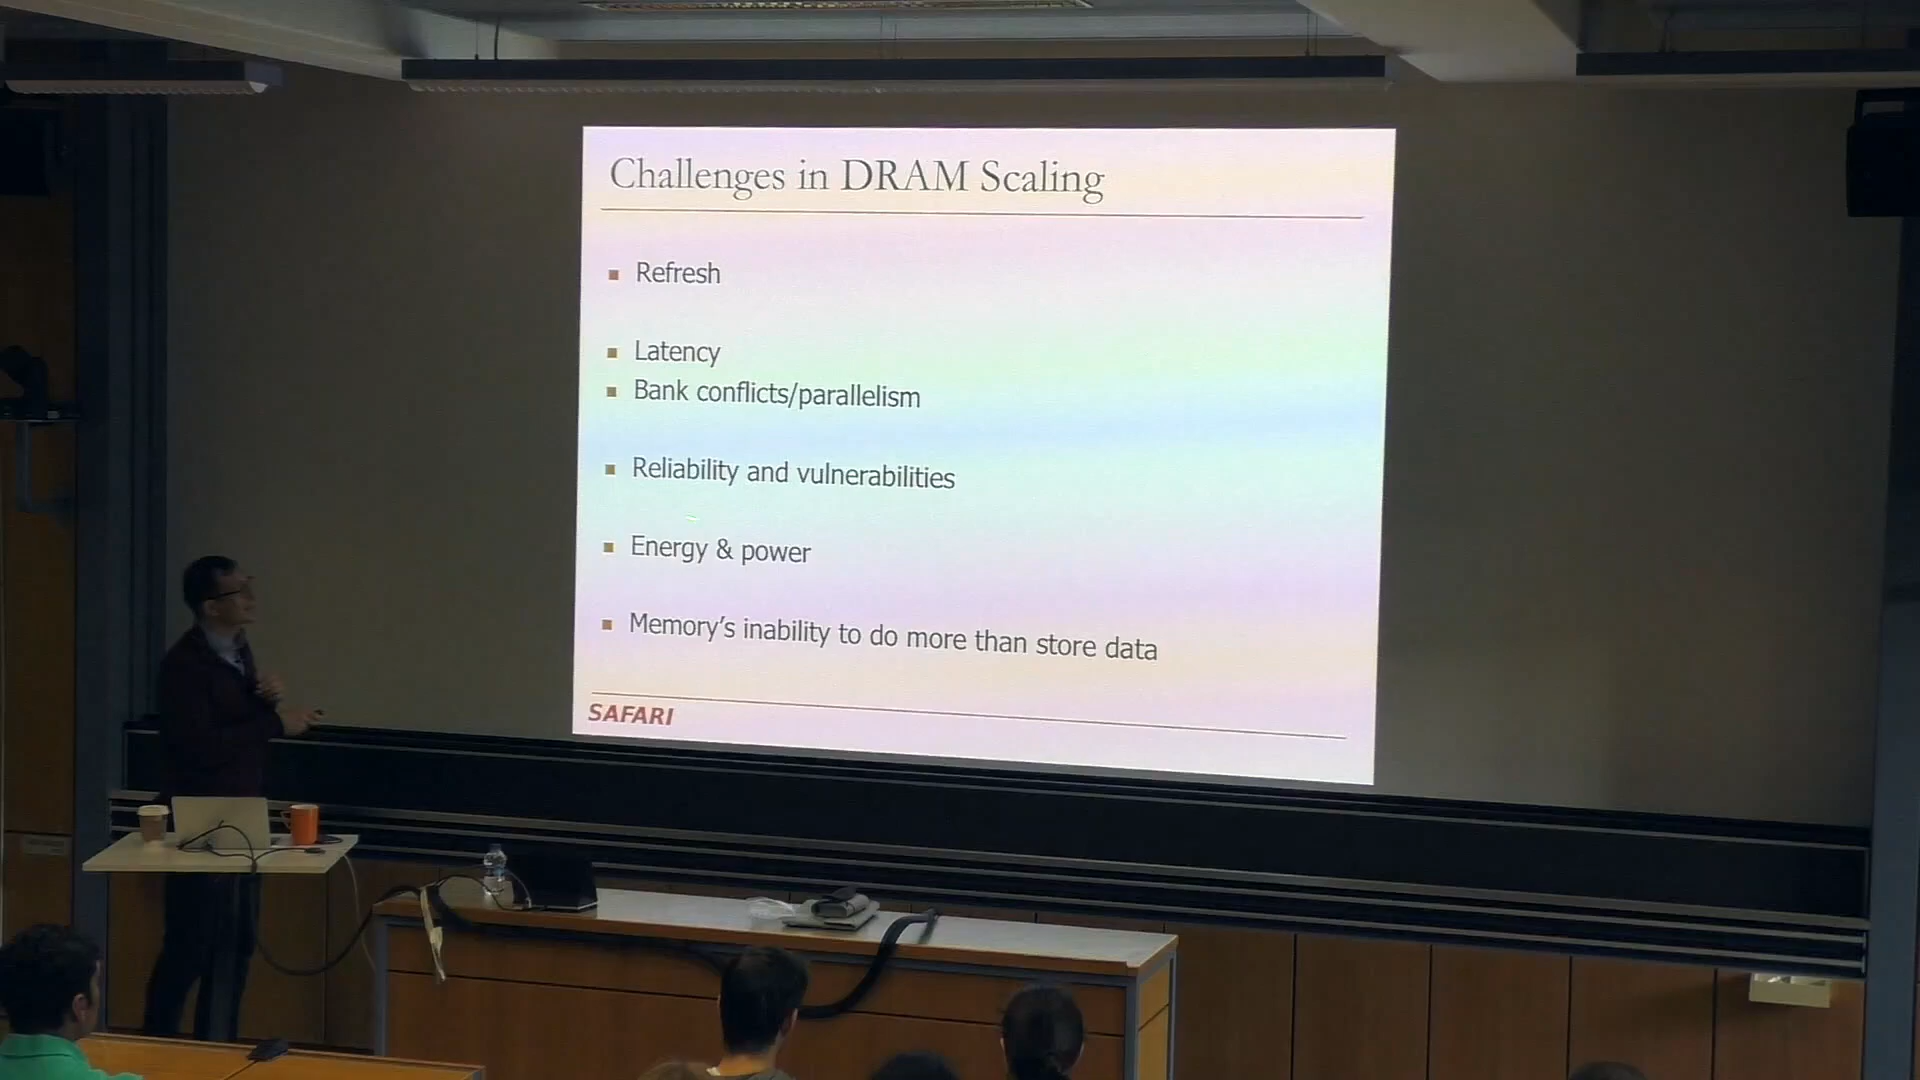 Challenges in DRAM Scaling
Refresh
Latency
Bank conflicts/parallelism
Reliability and vulnerabilities
Energy & power
Memory's inability to do more than store data
SAFARI